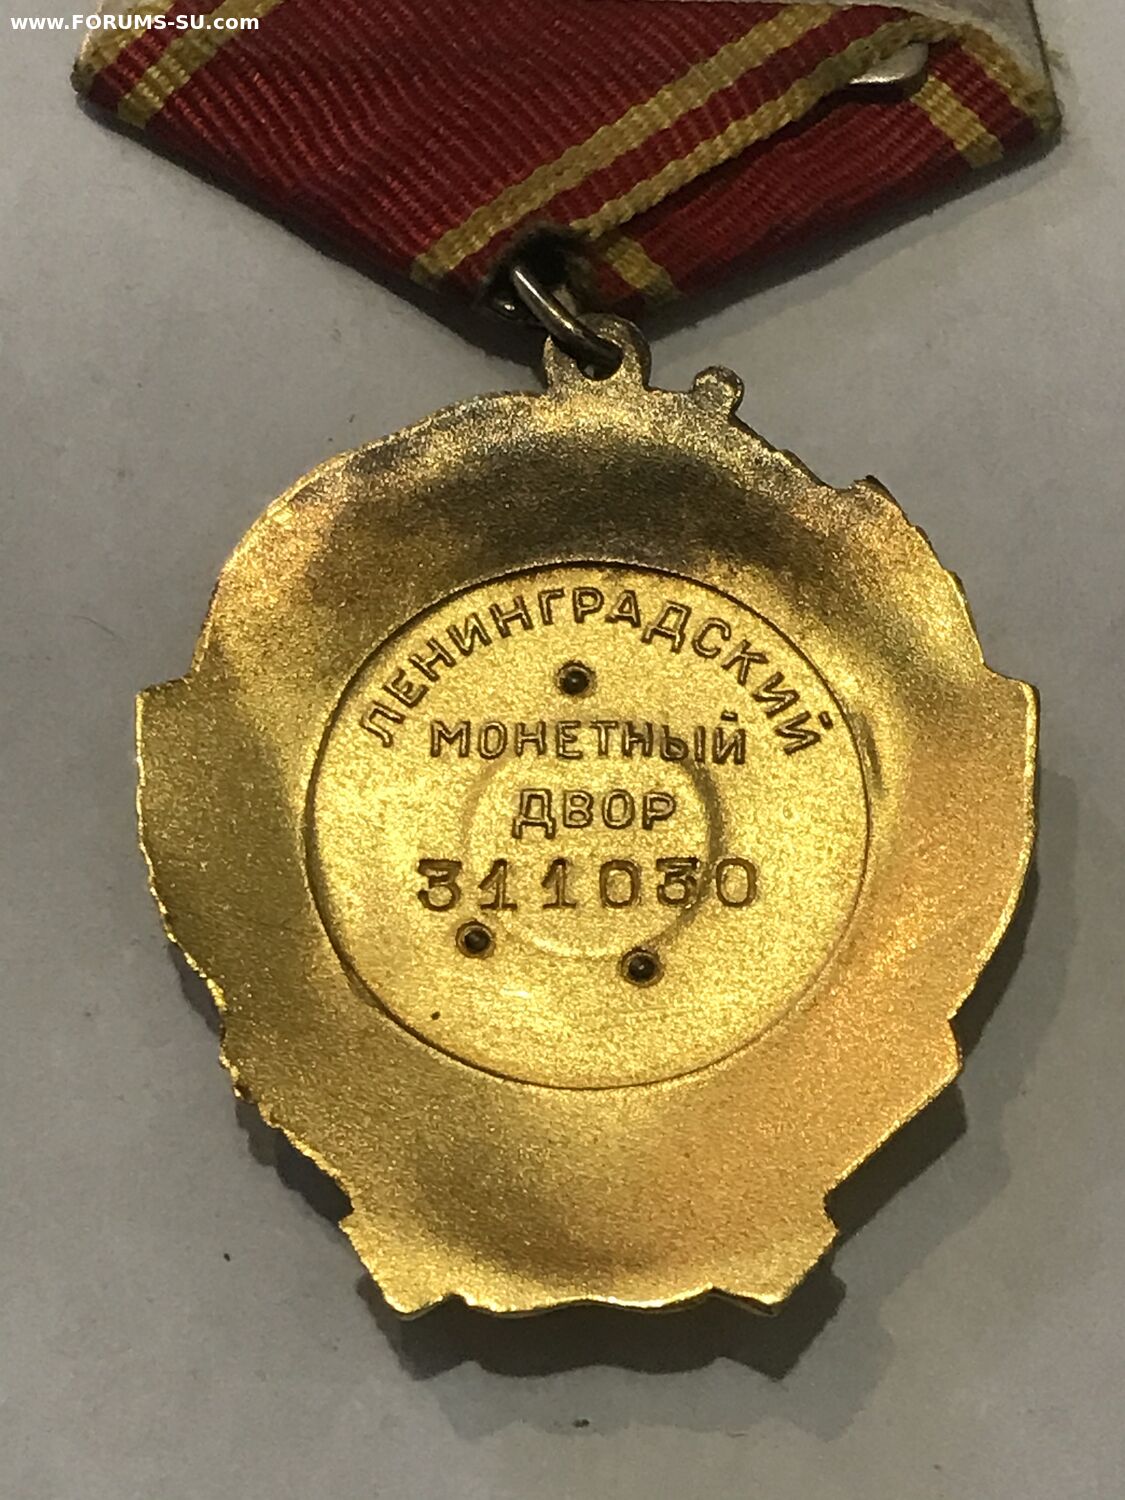 www.FORUMS-SU.com
ЛЕНИНГРАДСКИЙ
МОНЕТНЫЙ
ДВОР
311030